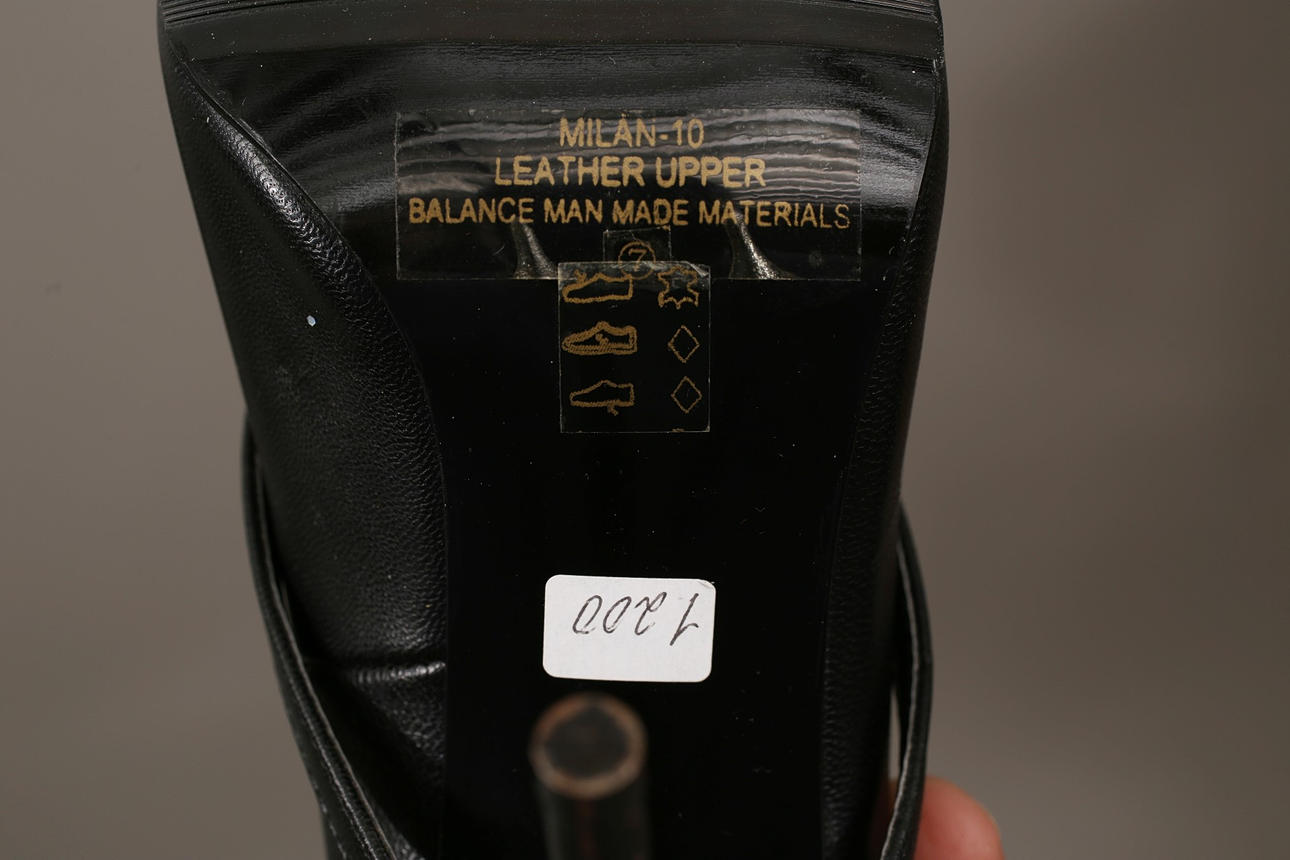 MILAN-10
LEATHER UPPER
BALANCE MAN MADE MATERIALS
7
1200